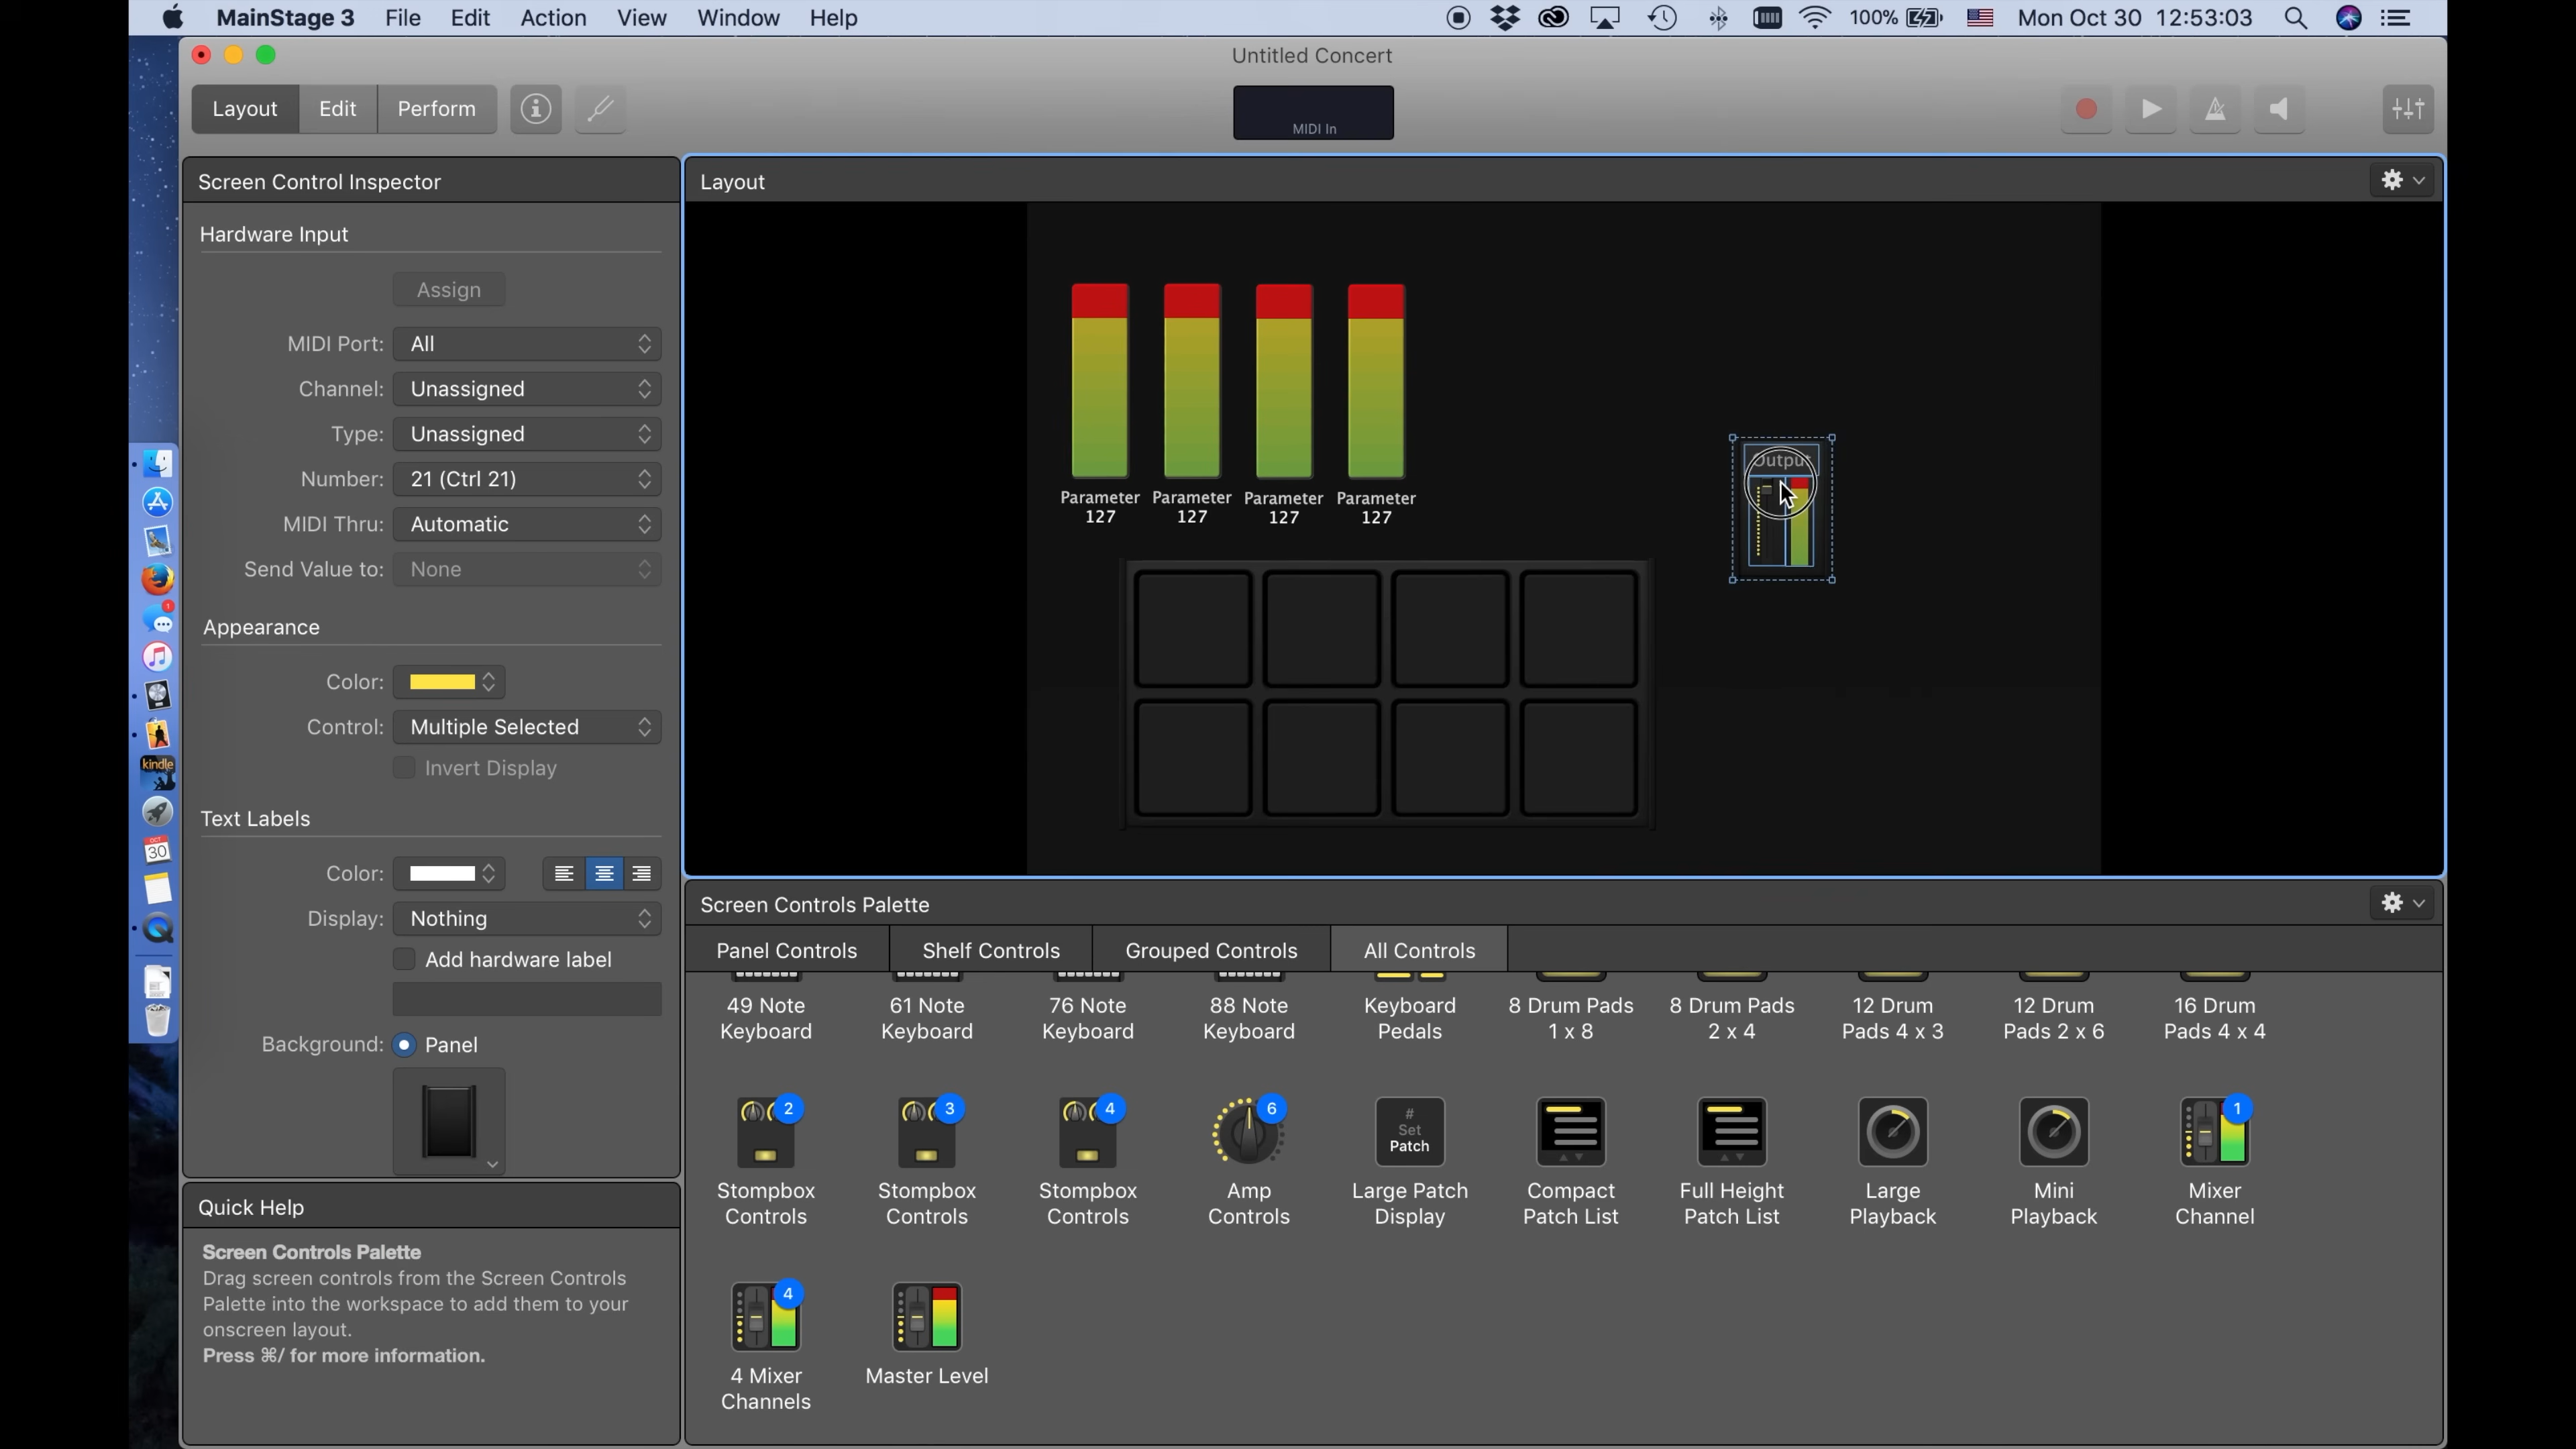 MainStage 3 File Edit Action View Window Help 100% Mon Oct 30 12:53:03
Untitled Concert
Layout Edit Perform
MIDI In
Screen Control Inspector
Hardware Input
Assign
MIDI Port: All
Channel: Unassigned
Type: Unassigned
Number: 21 (Ctrl 21)
MIDI Thru: Automatic
Send Value to: None
Appearance
Color:
Control: Multiple Selected
Invert Display
Text Labels
Color:
Display: Nothing
Add hardware label
Background: Panel
Quick Help
Screen Controls Palette
Drag screen controls from the Screen Controls
Palette into the workspace to add them to your
onscreen layout.
Press ⌘/ for more information.
Layout
Parameter Parameter Parameter Parameter
127 127 127 127
Output
Screen Controls Palette
Panel Controls Shelf Controls Grouped Controls All Controls
49 Note 61 Note 76 Note 88 Note Keyboard 8 Drum Pads 8 Drum Pads 12 Drum 12 Drum 16 Drum
Keyboard Keyboard Keyboard Keyboard Pedals 1 x 8 2 x 4 Pads 4 x 3 Pads 2 x 6 Pads 4 x 4
2 3 4 6 # 1
Set
Patch
Stompbox Stompbox Stompbox Amp Large Patch Compact Full Height Large Mini Mixer
Controls Controls Controls Controls Display Patch List Patch List Playback Playback Channel
4
4 Mixer Master Level
Channels
kindle
1
OCT
30